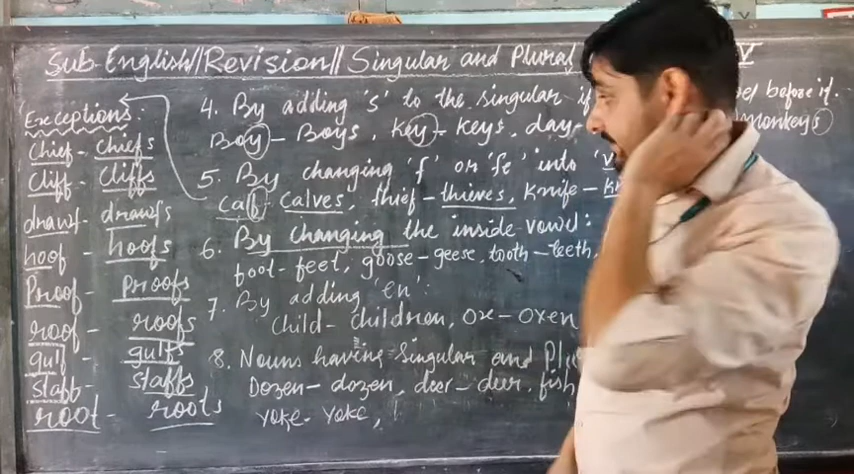 Sub. English//Revision// Singular and Plural V
Exceptions:
Chief - Chiefs
Cliff - Cliffs
drawf - drawfs
hoof - hoofs
Proof - Proofs
roof - roofs
gulf - gulfs
staff - staffs
root - roots
4. By adding 's' to the singular if before it.
Boy - Boys, key - keys, day- monkeys
5. By changing 'f' or 'fe' into
calf - calves, thief - thieves, knife -
6. By changing the inside vowel:
foot - feet, goose - geese, tooth - teeth,
7. By adding 'en':
Child - children, ox - oxen
8. Nouns having Singular and
Dozen - dozen, deer - deer, fish
yoke - yoke,